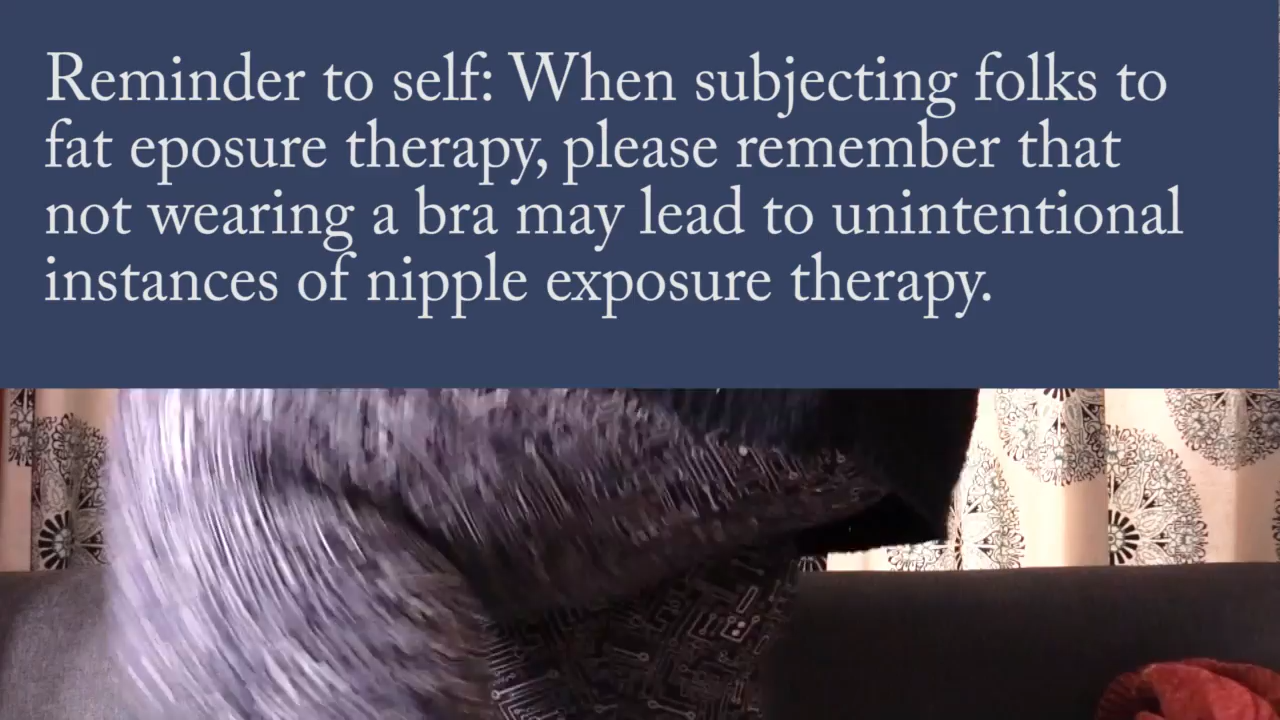 Reminder to self: When subjecting folks to
fat eposure therapy, please remember that
not wearing a bra may lead to unintentional
instances of nipple exposure therapy.